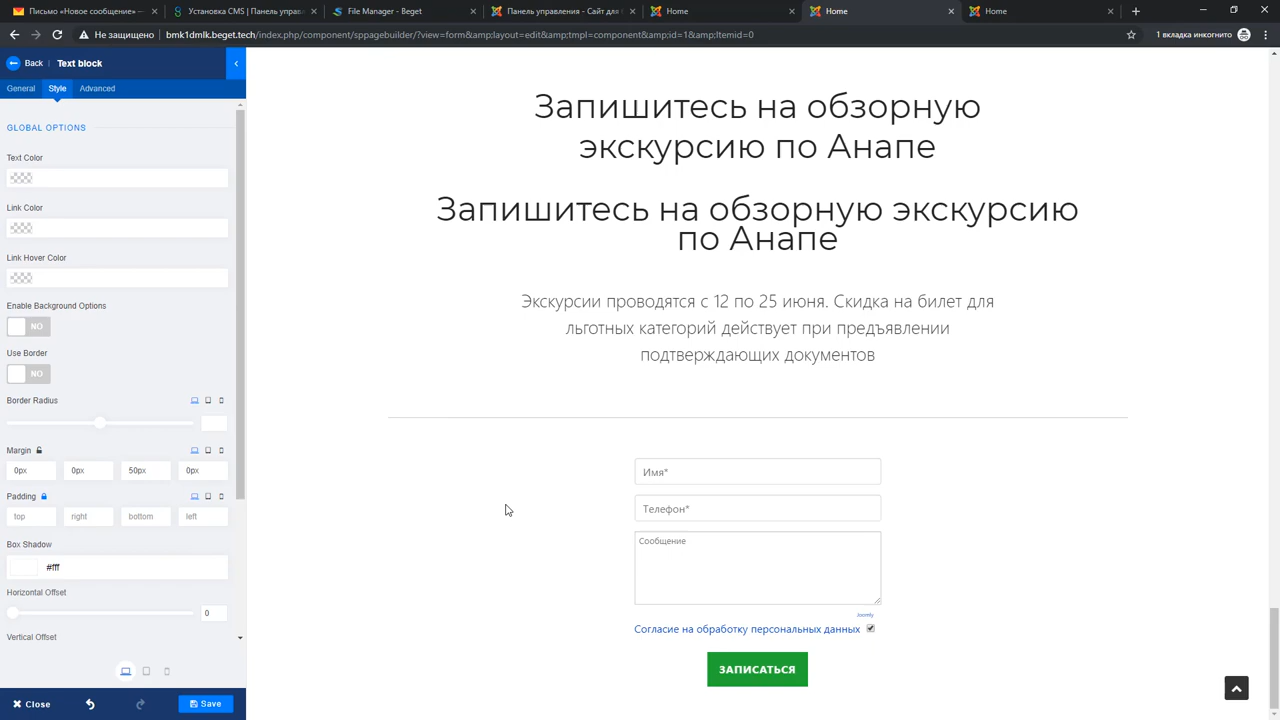 Письмо «Письмо —
Установка CMS | Панель управ
File Manager - Beget
Панель управления - Сайт для
Home
Home
Home
Не защищено
bmk1dmlk.beget.tech/index.php/component/sppagebuilder/?view=form&amp;layout=edit&amp;tmpl=component&amp;id=1&amp;Itemid=0
1 вкладка инкогнито
Back
Text block
General
Style
Advanced
GLOBAL OPTIONS
Text Color
Link Color
Link Hover Color
Enable Background Options
NO
Use Border
NO
Border Radius
Margin
0px
0px
50px
0px
Padding
top
right
bottom
left
Box Shadow
#fff
Horizontal Offset
0
Vertical Offset
Close
Save
Запишитесь на обзорную
экскурсию по Анапе
Запишитесь на обзорную экскурсию
по Анапе
Экскурсии проводятся с 12 по 25 июня. Скидка на билет для
льготных категорий действует при предъявлении
подтверждающих документов
Имя*
Телефон*
Сообщение
Joomly
Согласие на обработку персональных данных
ЗАПИСАТЬСЯ